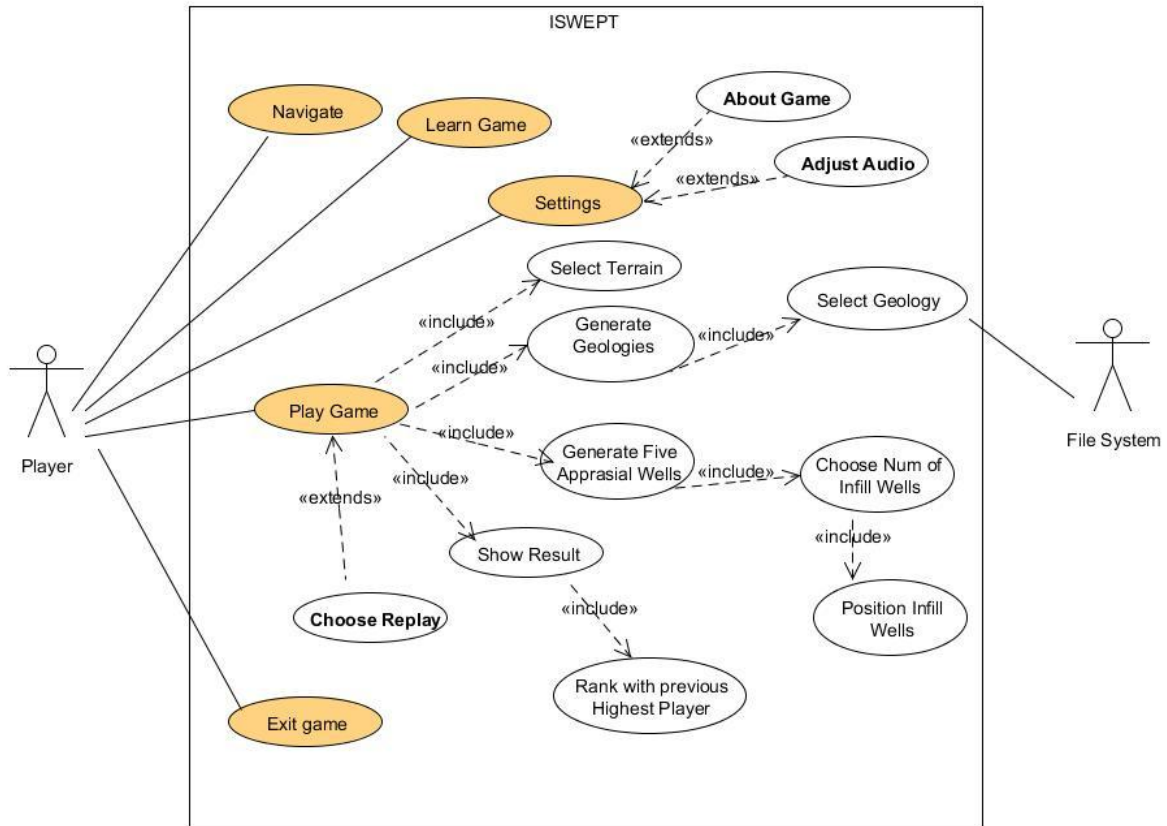 ISWEPT
About Game
Navigate
Learn Game
«extends»
Adjust Audio
«extends»
Settings
Select Terrain
Select Geology
«include»
Generate
Geologies
«include»
«include»
Player
Play Game
File System
«include»
Generate Five
Apprasial Wells
«include»
Choose Num of
Infill Wells
«extends»
«include»
«include»
Show Result
Choose Replay
«include»
Position Infill
Wells
Rank with previous
Highest Player
Exit game